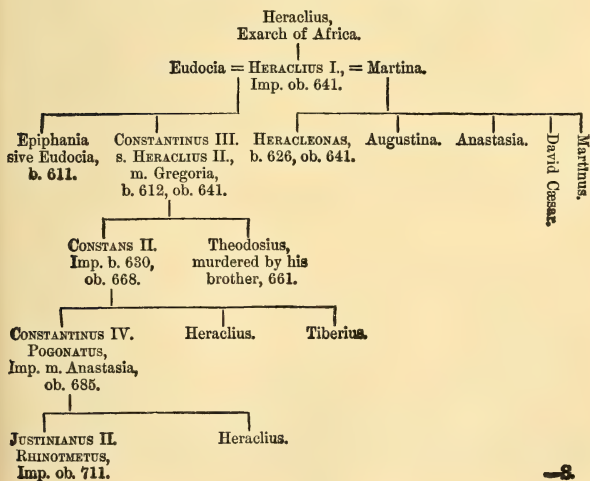 Heraclius,
Exarch of Africa.
Eudocia = HERACLIUS I., = Martina.
Imp. ob. 641.
Epiphania
sive Eudocia,
b. 611.
CONSTANTINUS III.
s. HERACLIUS II.,
m. Gregoria,
b. 612, ob. 641.
HERACLEONAS,
b. 626, ob. 641.
Augustina.
Anastasia.
David Cæsar.
Martinus.
CONSTANS II.
Imp. b. 630,
ob. 668.
Theodosius,
murdered by his
brother, 661.
CONSTANTINUS IV.
POGONATUS,
Imp. m. Anastasia,
ob. 685.
Heraclius.
Tiberius.
JUSTINIANUS II.
RHINOTMETUS,
Imp. ob. 711.
Heraclius.
—8.